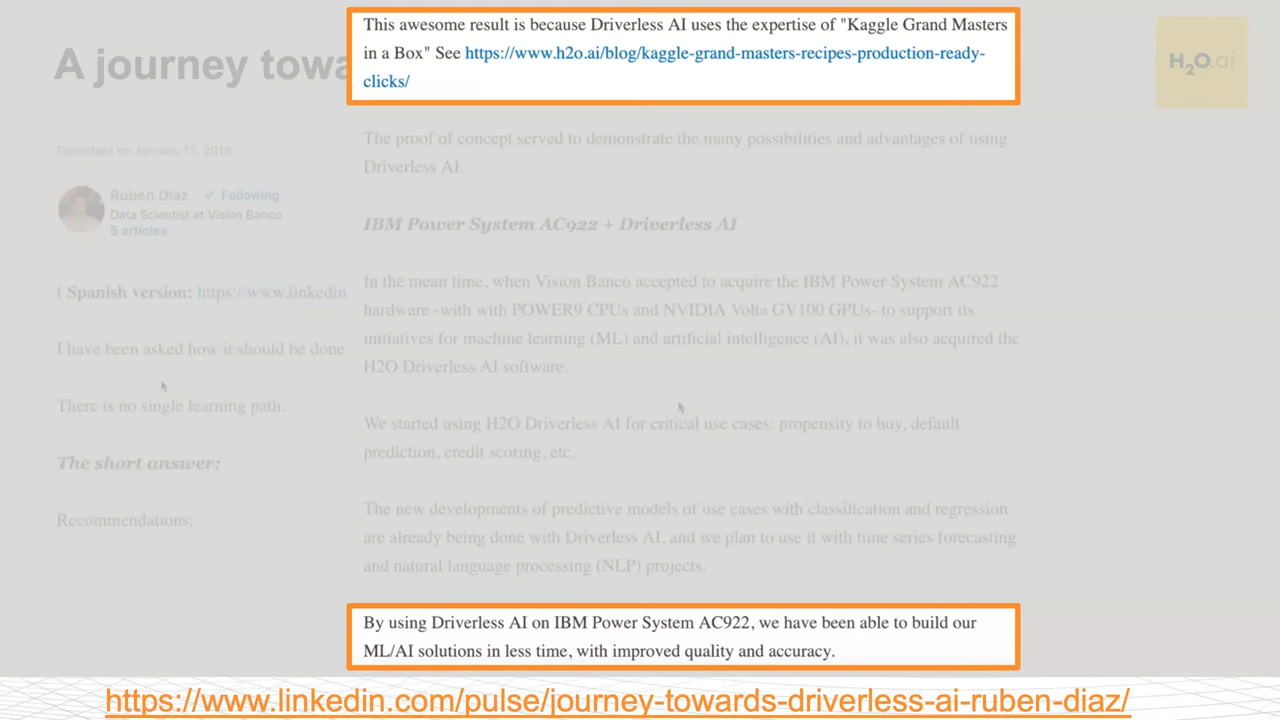 This awesome result is because Driverless AI uses the expertise of "Kaggle Grand Masters
in a Box" See https://www.h2o.ai/blog/kaggle-grand-masters-recipes-production-ready-
clicks/
A journey towa
H2O.ai
Published on January 13, 2019
Ruben Diaz ✓ Following
Data Scientist at Vision Banco
5 articles
( Spanish version: https://www.linkedin
I have been asked how it should be done
There is no single learning path.
The short answer:
Recommendations:
The proof of concept served to demonstrate the many possibilities and advantages of using
Driverless AI.
IBM Power System AC922 + Driverless AI
In the mean time, when Vision Banco accepted to acquire the IBM Power System AC922
hardware -with with POWER9 CPUs and NVIDIA Volta GV100 GPUs- to support its
initiatives for machine learning (ML) and artificial intelligence (AI), it was also acquired the
H2O Driverless AI software.
We started using H2O Driverless AI for critical use cases: propensity to buy, default
prediction, credit scoring, etc.
The new developments of predictive models of use cases with classification and regression
are already being done with Driverless AI, and we plan to use it with time series forecasting
and natural language processing (NLP) projects.
By using Driverless AI on IBM Power System AC922, we have been able to build our
ML/AI solutions in less time, with improved quality and accuracy.
https://www.linkedin.com/pulse/journey-towards-driverless-ai-ruben-diaz/